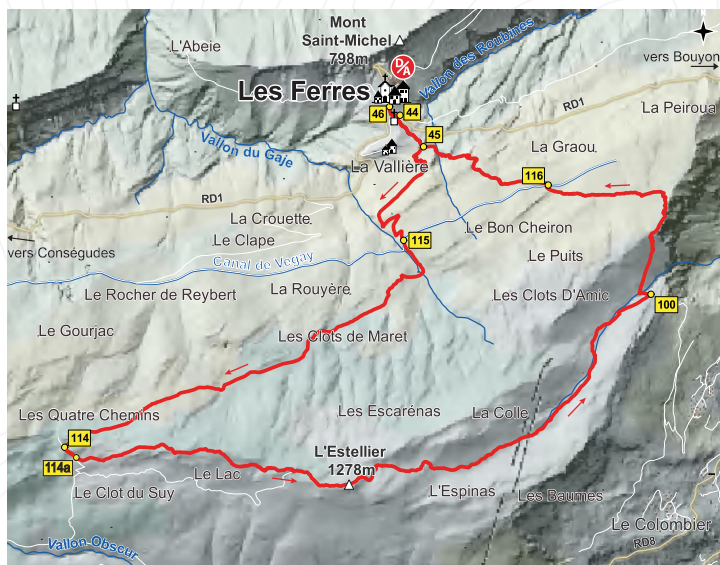 Mont
Saint-Michel
798m
L'Abeie
D/A
Vallon des Roubines
vers Bouyon
Les Ferres
La Peiroua
46
44
RD1
45
Vallon du Gaje
La Graou
La Vallière
116
RD1
La Crouette
Le Clape
115
Le Bon Cheiron
vers Conségudes
Canal de Vegay
Le Puits
Le Rocher de Reybert
La Rouyère
Les Clots D'Amic
100
Le Gourjac
Les Clots de Maret
Les Quatre Chemins
Les Escarénas
La Colle
114
L'Estellier
1278m
114a
Le Lac
Le Clot du Suy
L'Espinas
Les Baumes
Le Colombier
Vallon Obscur
RD8